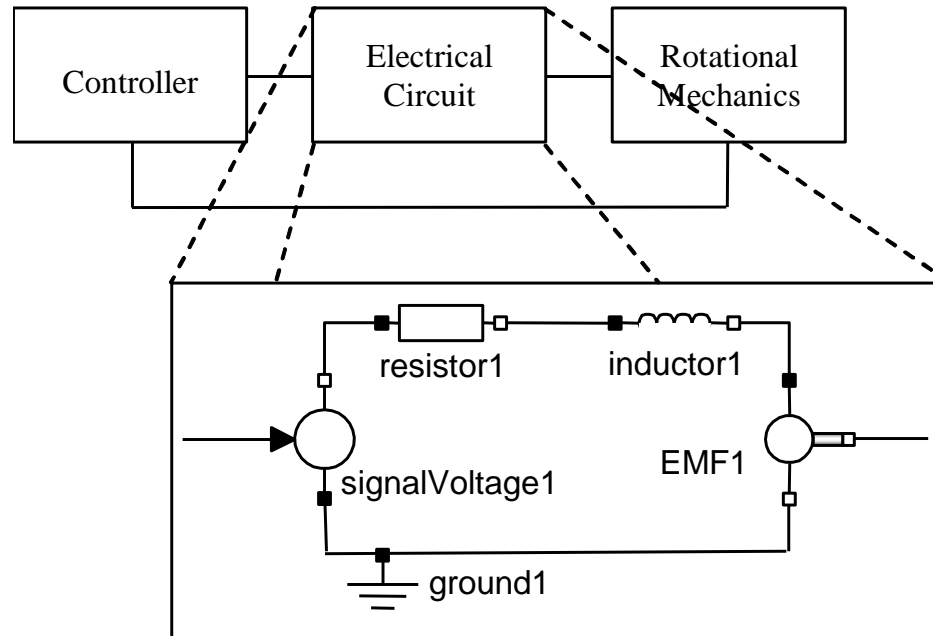 Controller
Electrical
Circuit
Rotational
Mechanics
resistor1
inductor1
signalVoltage1
EMF1
ground1